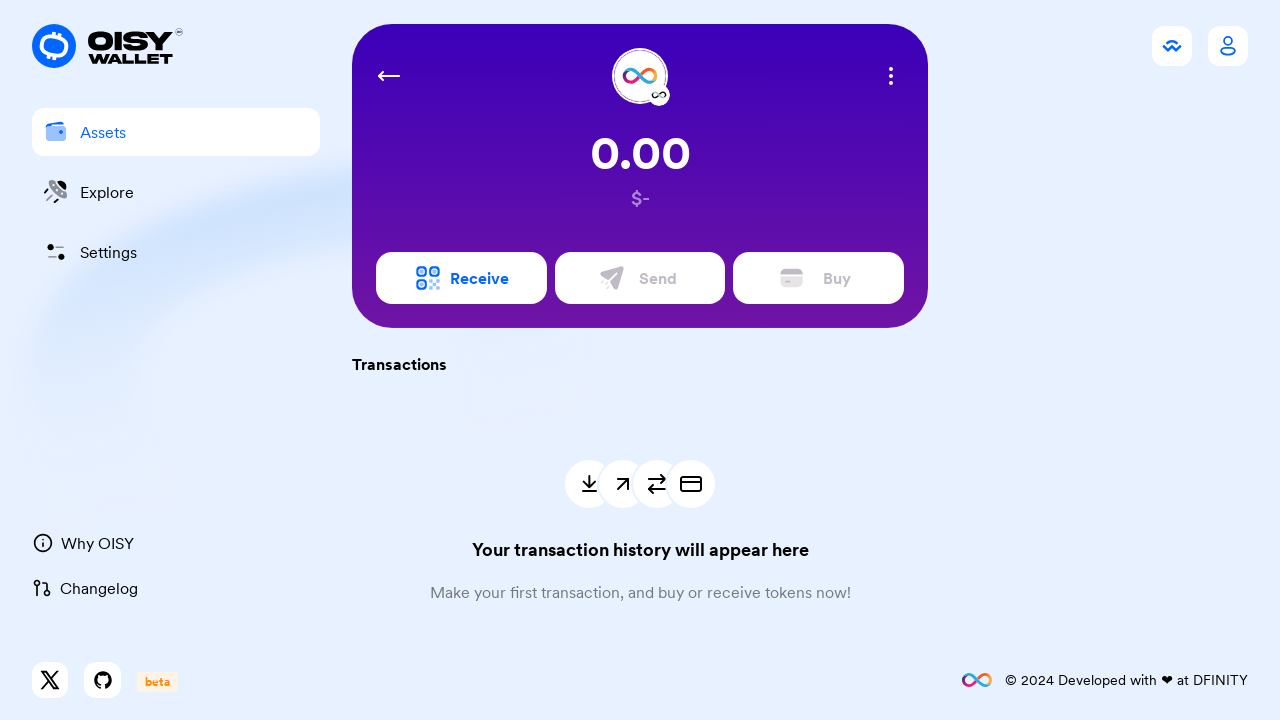 OISY
WALLET
Assets
Explore
Settings
Why OISY
Changelog
beta
0.00
$-
Receive
Send
Buy
Transactions
Your transaction history will appear here
Make your first transaction, and buy or receive tokens now!
© 2024 Developed with ❤ at DFINITY